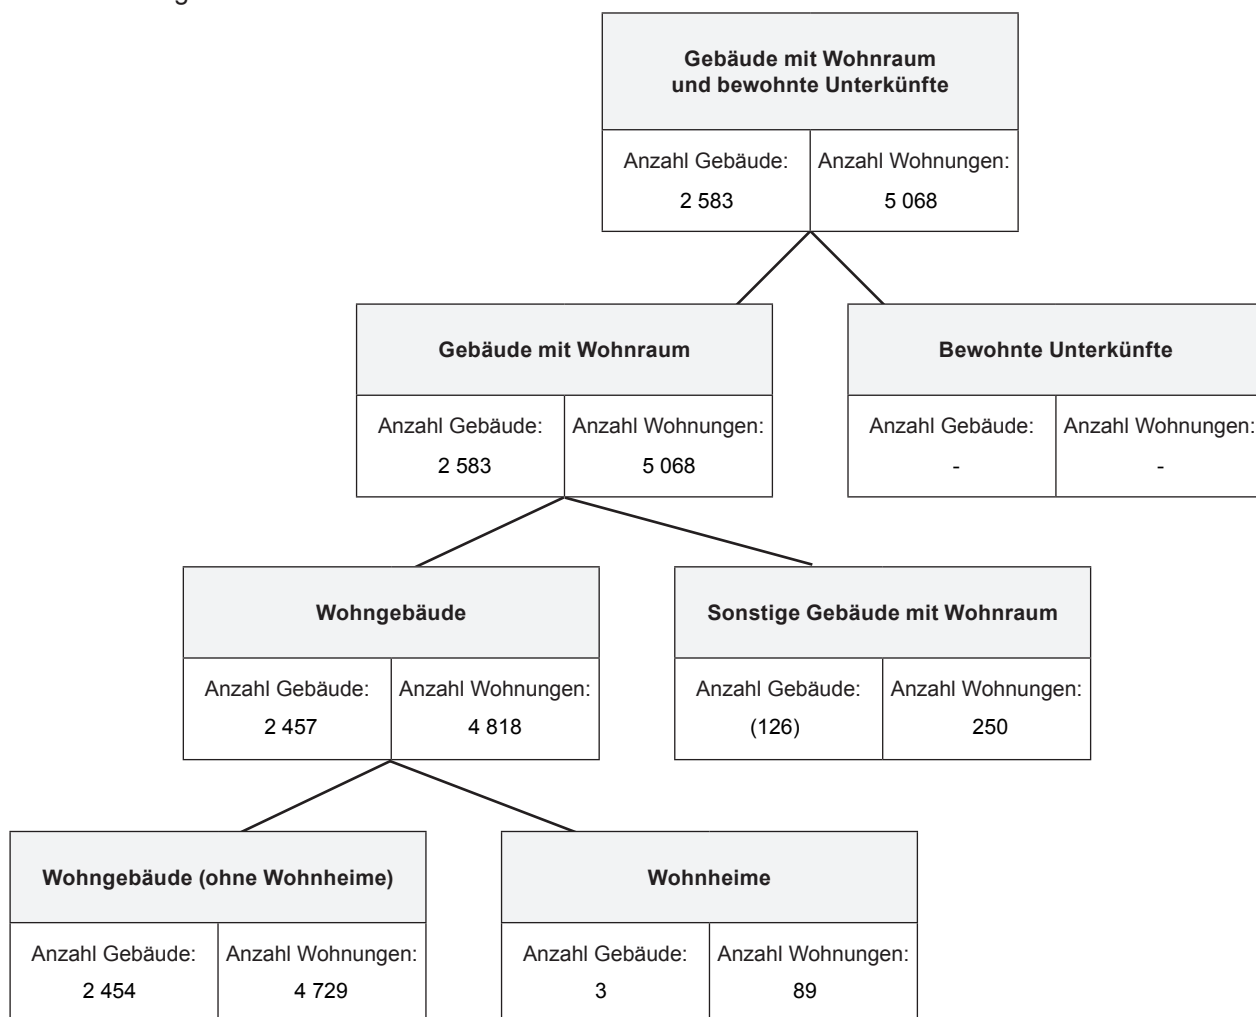 Gebäude mit Wohnraum
und bewohnte Unterkünfte
Anzahl Gebäude: Anzahl Wohnungen:
2 583 5 068
Gebäude mit Wohnraum Bewohnte Unterkünfte
Anzahl Gebäude: Anzahl Wohnungen: Anzahl Gebäude: Anzahl Wohnungen:
2 583 5 068 - -
Wohngebäude Sonstige Gebäude mit Wohnraum
Anzahl Gebäude: Anzahl Wohnungen: Anzahl Gebäude: Anzahl Wohnungen:
2 457 4 818 (126) 250
Wohngebäude (ohne Wohnheime) Wohnheime
Anzahl Gebäude: Anzahl Wohnungen: Anzahl Gebäude: Anzahl Wohnungen:
2 454 4 729 3 89